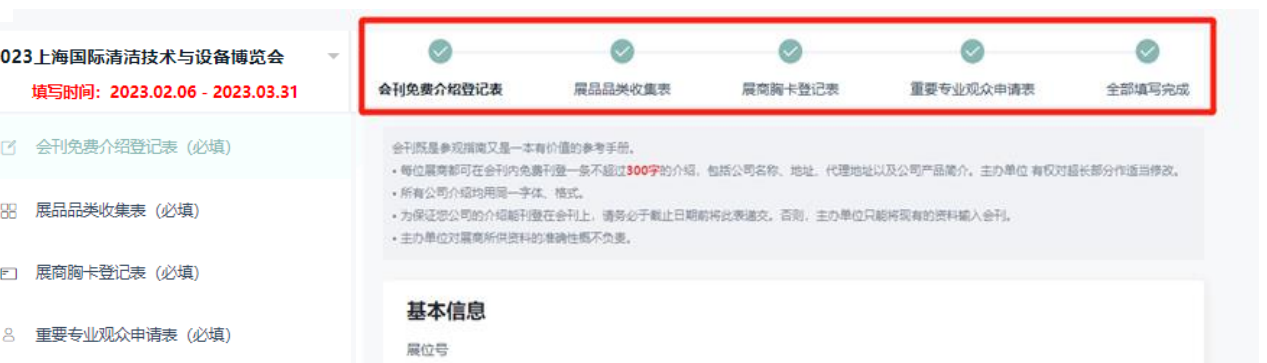 023上海国际清洁技术与设备博览会
填写时间：2023.02.06 - 2023.03.31
会刊免费介绍登记表（必填）
展品品类收集表（必填）
展商胸卡登记表（必填）
重要专业观众申请表（必填）
会刊免费介绍登记表 展品品类收集表 展商胸卡登记表 重要专业观众申请表 全部填写完成
会刊既是参观指南又是一本有价值的参考手册。
• 每位展商都可在会刊内免费刊登一条不超过300字的介绍，包括公司名称、地址、代理地址以及公司产品简介。主办单位 有权对超长部分作适当修改。
• 所有公司介绍均用同一字体、格式。
• 为保证您公司的介绍能刊登在会刊上，请务必于截止日期前将此表递交。否则，主办单位只能将现有的资料输入会刊。
• 主办单位对展商所供资料的准确性概不负责。
基本信息
展位号